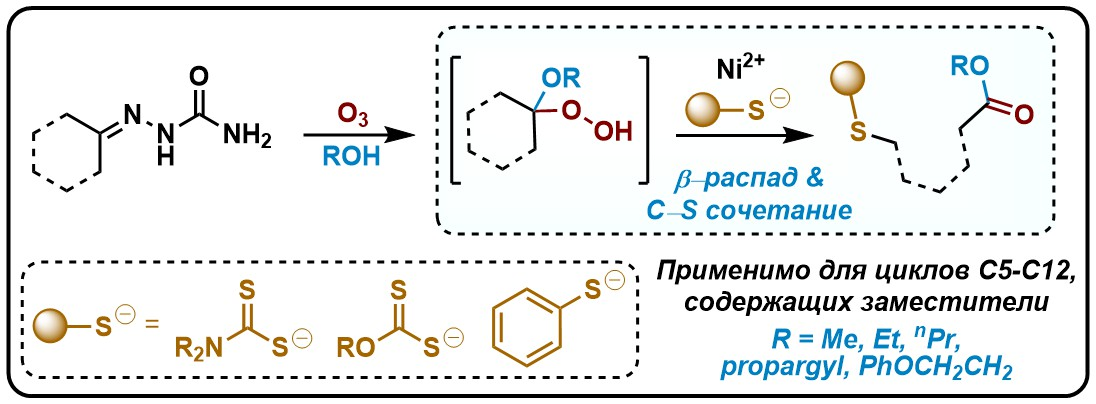 N
N
H
O
NH₂
O₃
ROH
OR
O
OH
Ni²⁺
S⊖
β–распад &
C–S сочетание
S
RO
O
S⊖ =
S
R₂N
S⊖
S
RO
S⊖
S⊖
Применимо для циклов C5-C12,
содержащих заместители
R = Me, Et, ⁿPr,
propargyl, PhOCH₂CH₂